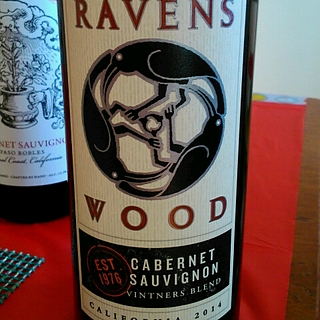 RAVENS
WOOD
EST
1976
CABERNET
SAUVIGNON
VINTNERS BLEND
CALIFORNIA 2014
NET SAUVIGNO
PASO ROBLES